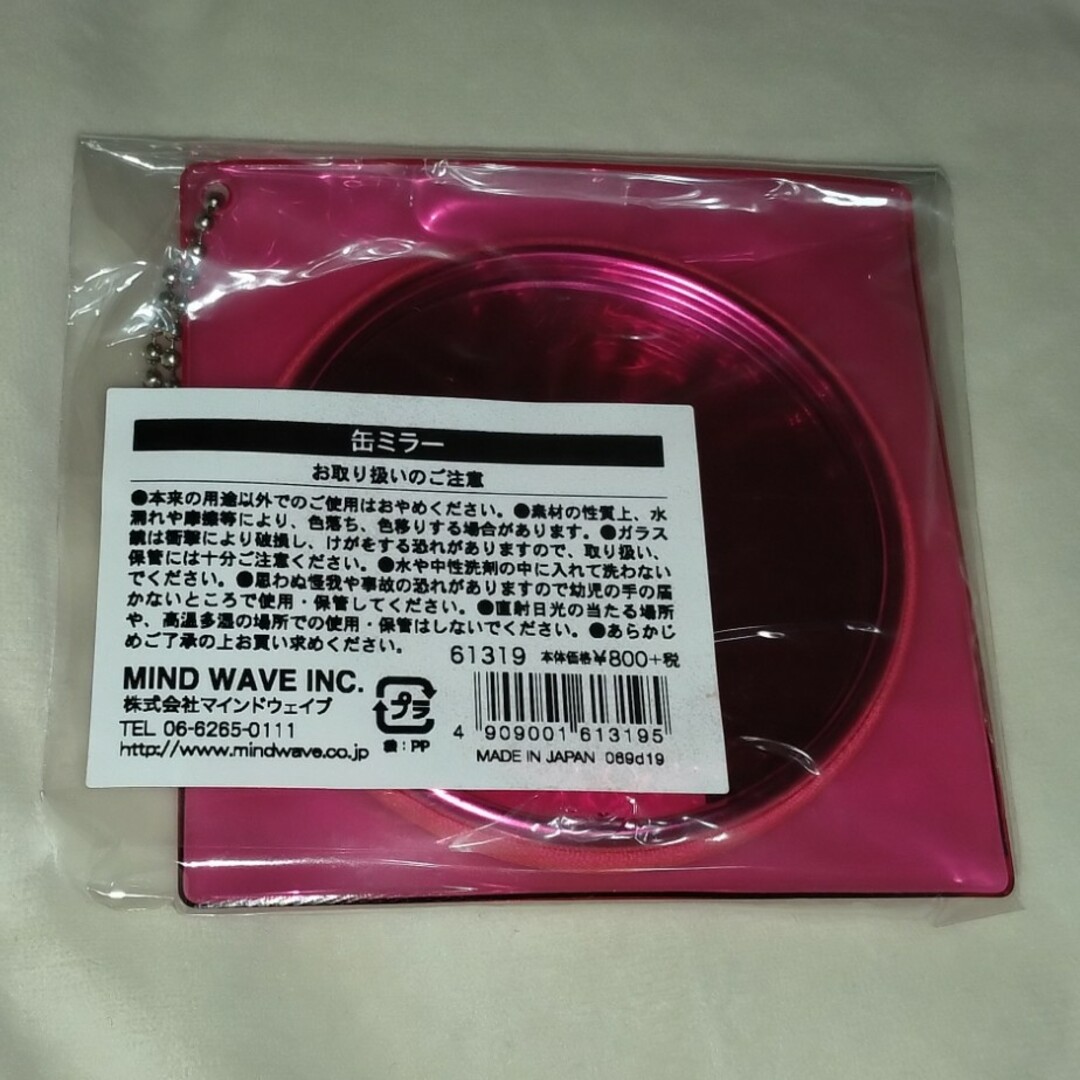 缶ミラー
お取り扱いのご注意
●本来の用途以外でのご使用はおやめください。●素材の性質上、水
濡れや摩擦等により、色落ち、色移りする場合があります。●ガラス
鏡は衝撃により破損し、けがをする恐れがありますので、取り扱い、
保管には十分ご注意ください。●水や中性洗剤の中に入れて洗わない
でください。●思わぬ怪我や事故の恐れがありますので幼児の手の届
かないところで使用・保管してください。●直射日光の当たる場所
や、高温多湿の場所での使用・保管はしないでください。●あらかじ
めご了承の上お買い求めください。
61319 本体価格¥800+税
MIND WAVE INC.
株式会社マインドウェイブ
TEL 06-6265-0111
http://www.mindwave.co.jp
プラ
袋：PP
4 909001 613195
MADE IN JAPAN 089d19